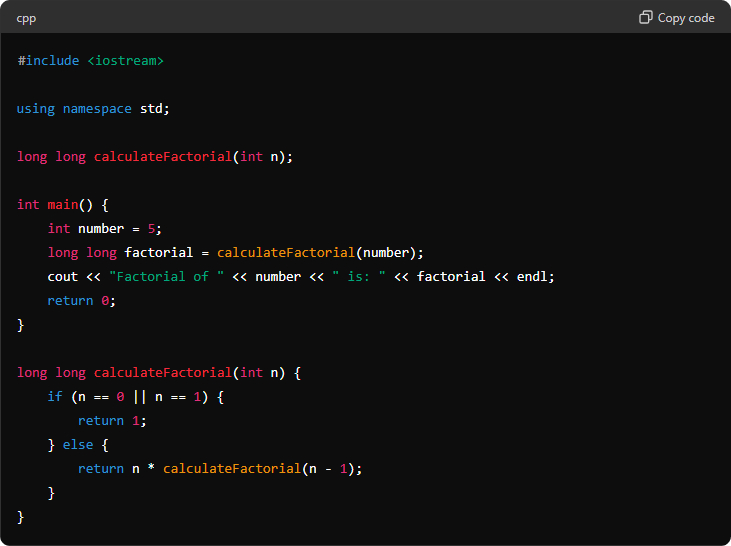 cpp
Copy code
#include <iostream>
using namespace std;
long long calculateFactorial(int n);
int main() {
    int number = 5;
    long long factorial = calculateFactorial(number);
    cout << "Factorial of " << number << " is: " << factorial << endl;
    return 0;
}
long long calculateFactorial(int n) {
    if (n == 0 || n == 1) {
        return 1;
    } else {
        return n * calculateFactorial(n - 1);
    }
}